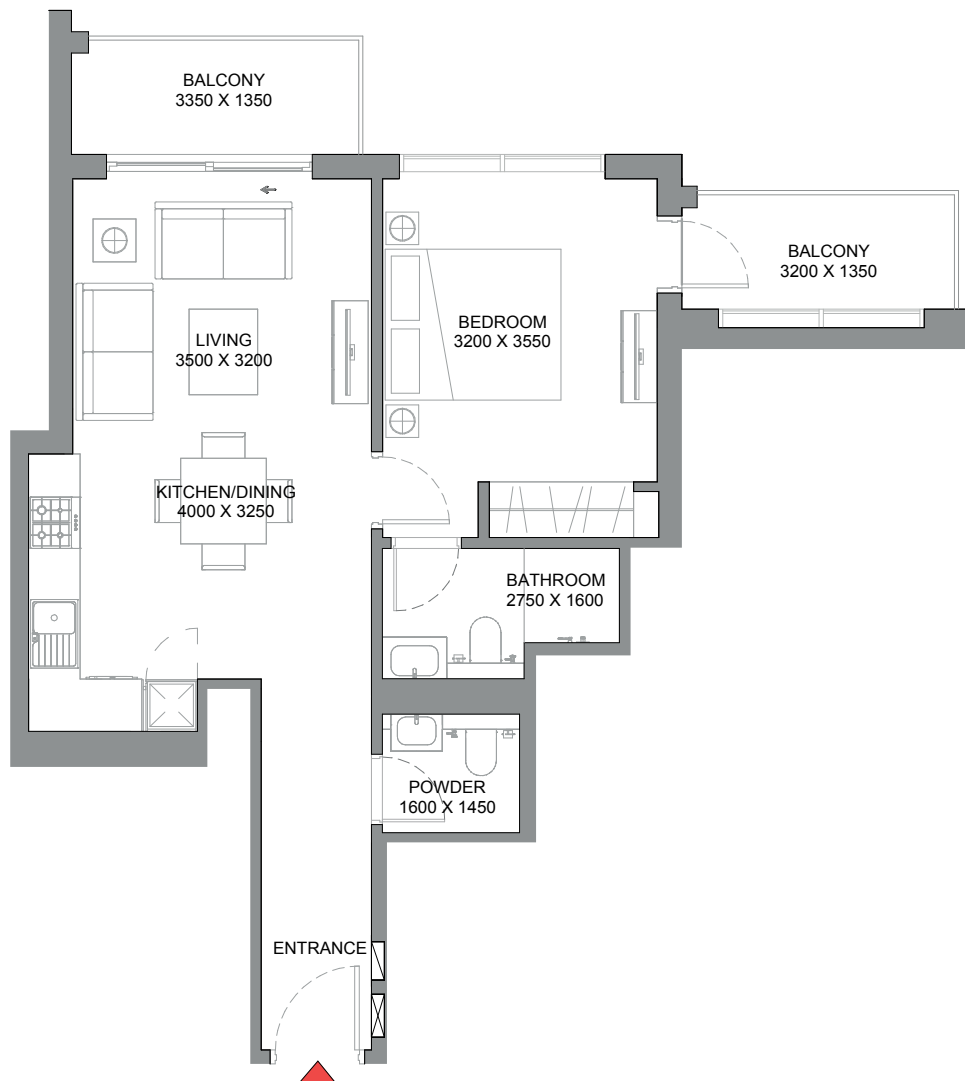 BALCONY
3350 X 1350
BALCONY
3200 X 1350
BEDROOM
3200 X 3550
LIVING
3500 X 3200
KITCHEN/DINING
4000 X 3250
BATHROOM
2750 X 1600
POWDER
1600 X 1450
ENTRANCE